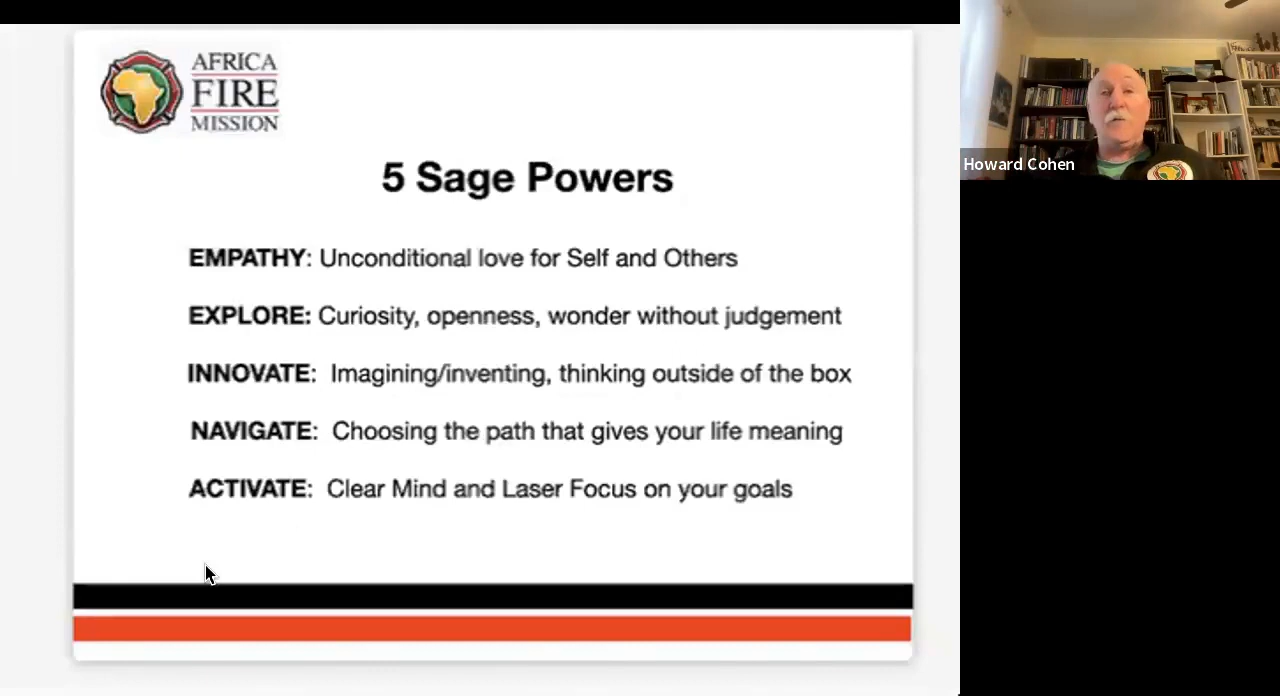 AFRICA
FIRE
MISSION
5 Sage Powers
EMPATHY: Unconditional love for Self and Others
EXPLORE: Curiosity, openness, wonder without judgement
INNOVATE: Imagining/inventing, thinking outside of the box
NAVIGATE: Choosing the path that gives your life meaning
ACTIVATE: Clear Mind and Laser Focus on your goals
Howard Cohen